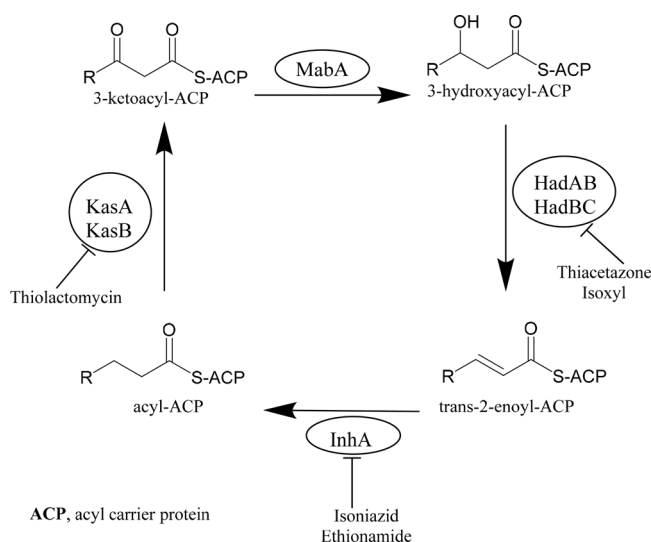 O O OH O
R S-ACP MabA R S-ACP
3-ketoacyl-ACP 3-hydroxyacyl-ACP
KasA
KasB
HadAB
HadBC
Thiolactomycin
Thiacetazone
Isoxyl
O O
R S-ACP R S-ACP
acyl-ACP trans-2-enoyl-ACP
InhA
ACP, acyl carrier protein
Isoniazid
Ethionamide